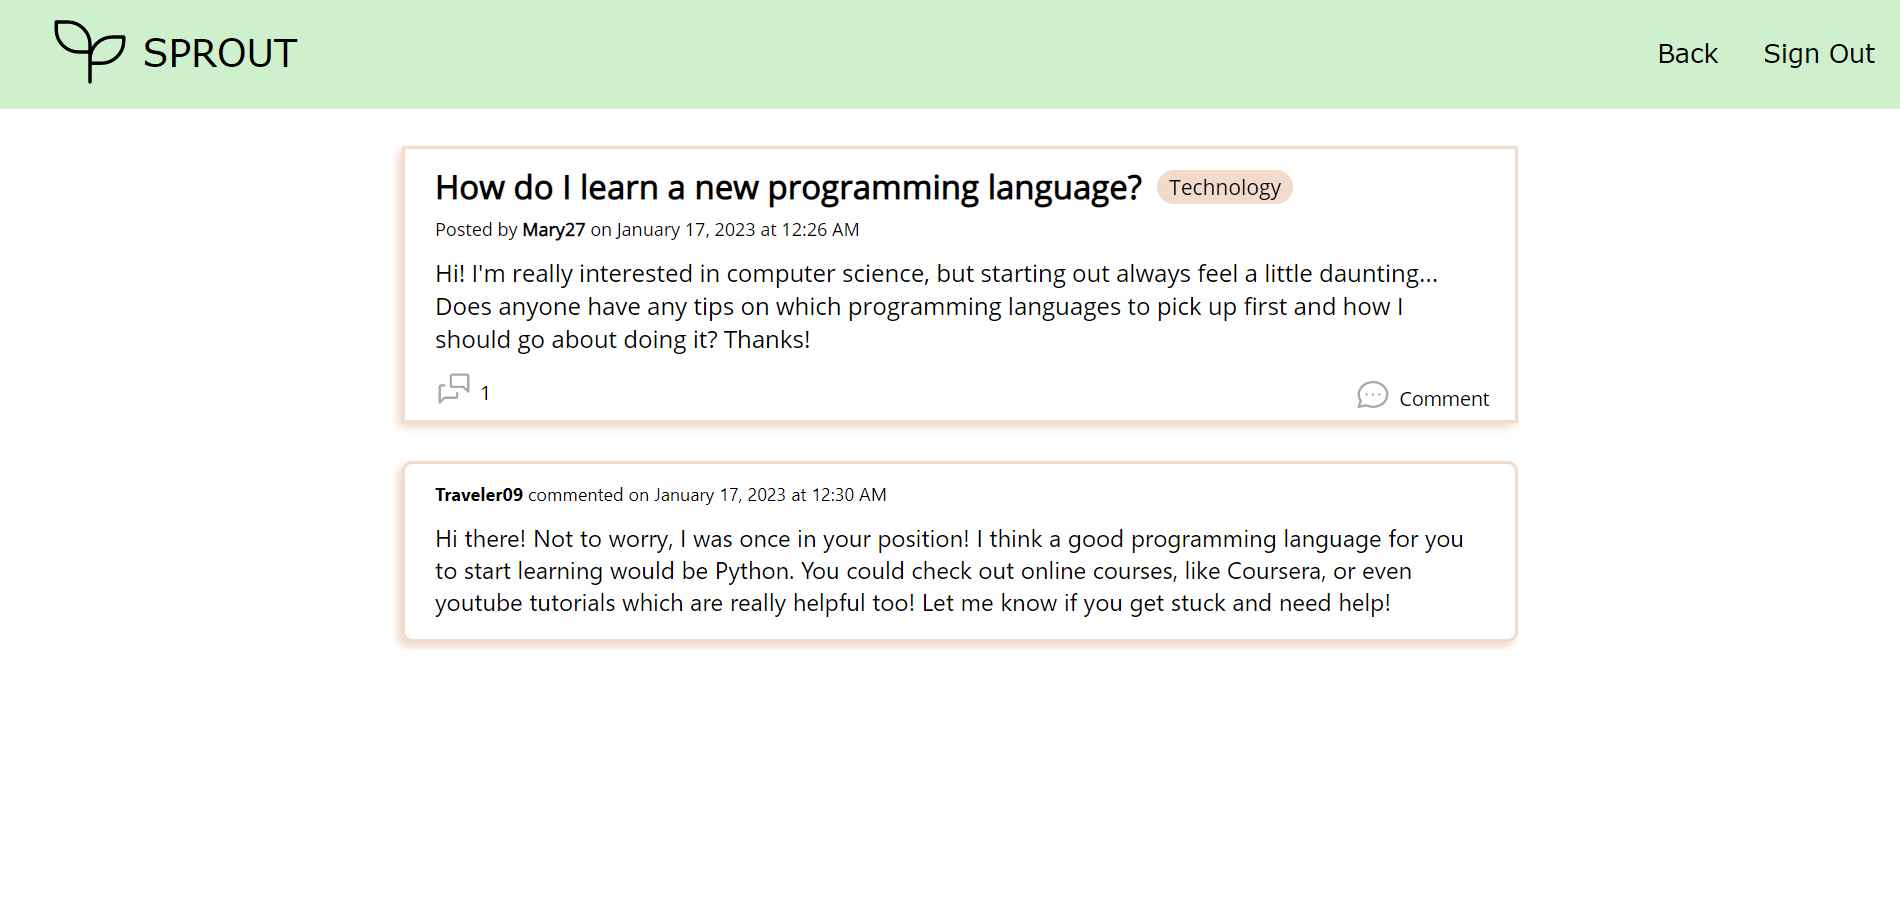 SPROUT
Back
Sign Out
How do I learn a new programming language?
Technology
Posted by Mary27 on January 17, 2023 at 12:26 AM
Hi! I'm really interested in computer science, but starting out always feel a little daunting...
Does anyone have any tips on which programming languages to pick up first and how I
should go about doing it? Thanks!
1
Comment
Traveler09 commented on January 17, 2023 at 12:30 AM
Hi there! Not to worry, I was once in your position! I think a good programming language for you
to start learning would be Python. You could check out online courses, like Coursera, or even
youtube tutorials which are really helpful too! Let me know if you get stuck and need help!